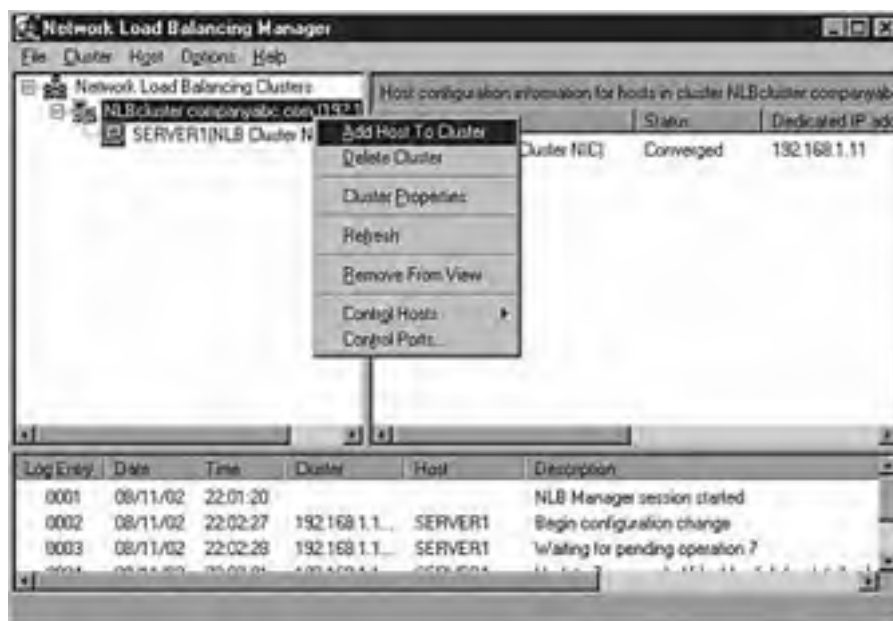 Network Load Balancing Manager
File Cluster Host Options Help
Network Load Balancing Clusters
NLBcluster.companyabc.com (192.1
SERVER1(NLB Cluster N
Host configuration information for hosts in cluster NLBcluster.companyab
Status Dedicated IP add
Cluster NIC) Converged 192.168.1.11
Add Host To Cluster
Delete Cluster
Cluster Properties
Refresh
Remove From View
Control Hosts
Control Ports...
Log Entry Date Time Cluster Host Description
0001 08/11/02 22:01:20 NLB Manager session started
0002 08/11/02 22:02:27 192.168.1.1... SERVER1 Begin configuration change
0003 08/11/02 22:02:28 192.168.1.1... SERVER1 Waiting for pending operation 7